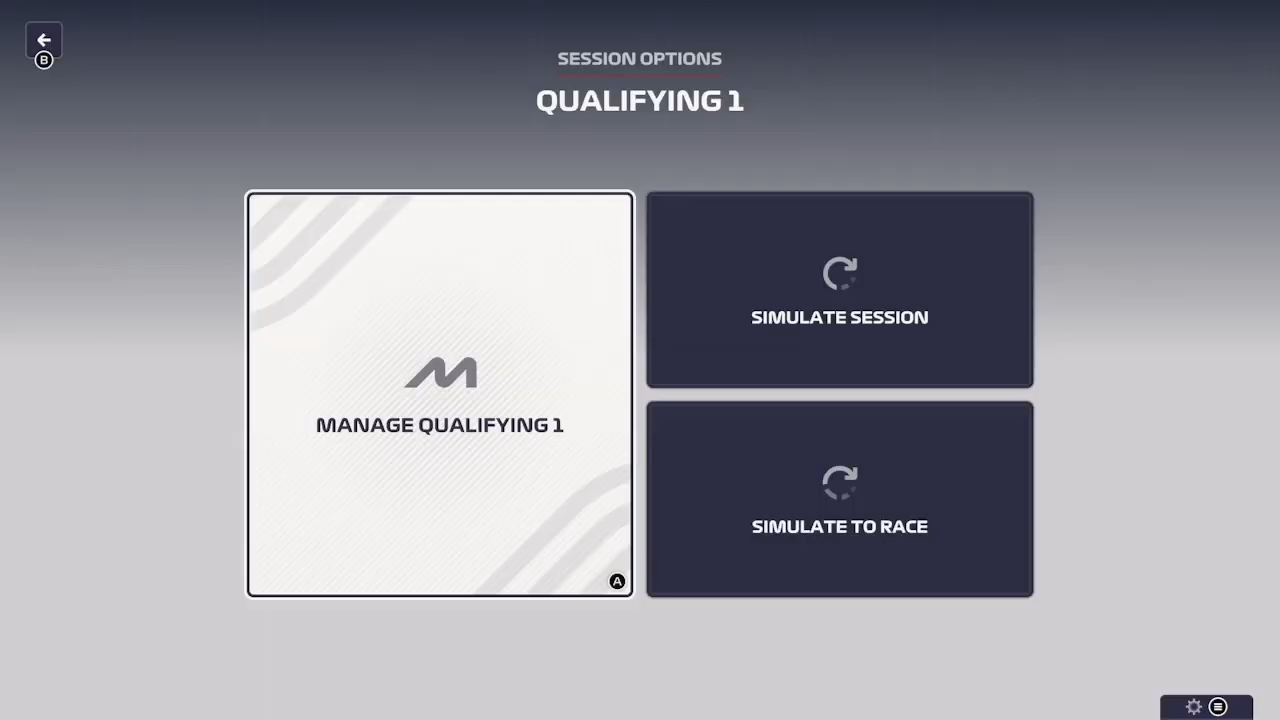 B
SESSION OPTIONS
QUALIFYING 1
MANAGE QUALIFYING 1
A
SIMULATE SESSION
SIMULATE TO RACE